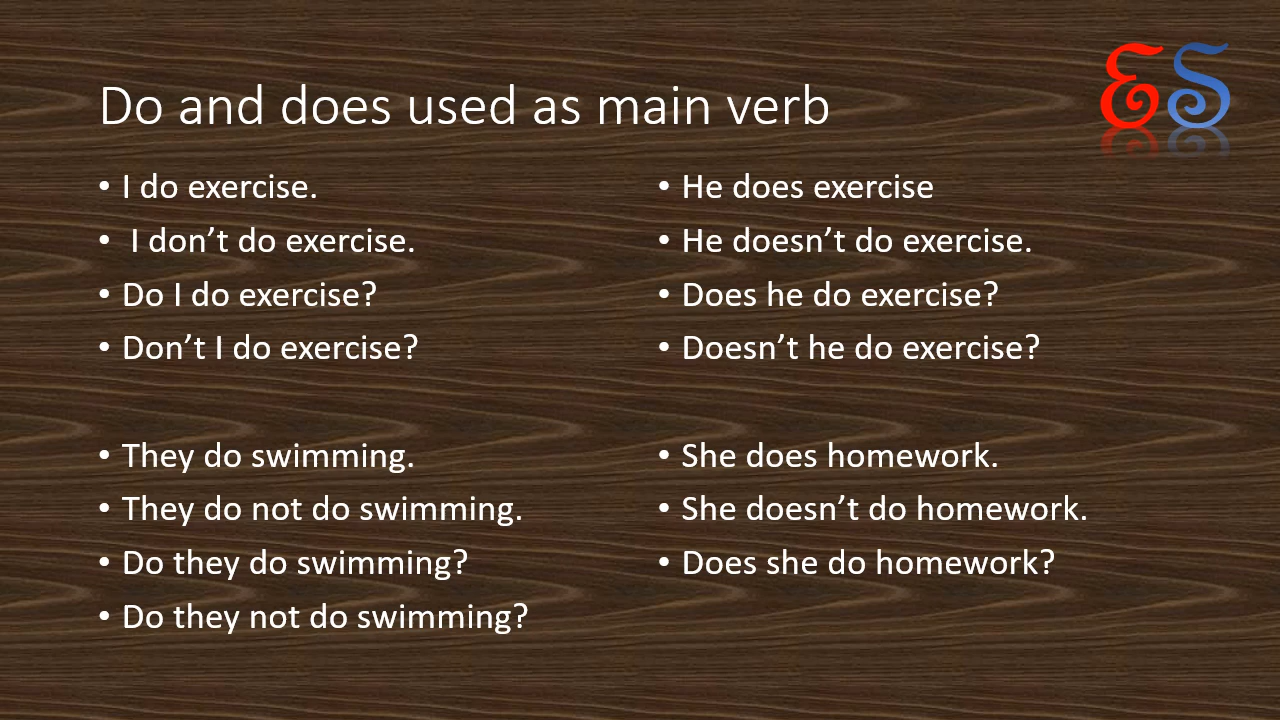 ES
Do and does used as main verb
• I do exercise.
• I don’t do exercise.
• Do I do exercise?
• Don’t I do exercise?
• They do swimming.
• They do not do swimming.
• Do they do swimming?
• Do they not do swimming?
• He does exercise
• He doesn’t do exercise.
• Does he do exercise?
• Doesn’t he do exercise?
• She does homework.
• She doesn’t do homework.
• Does she do homework?